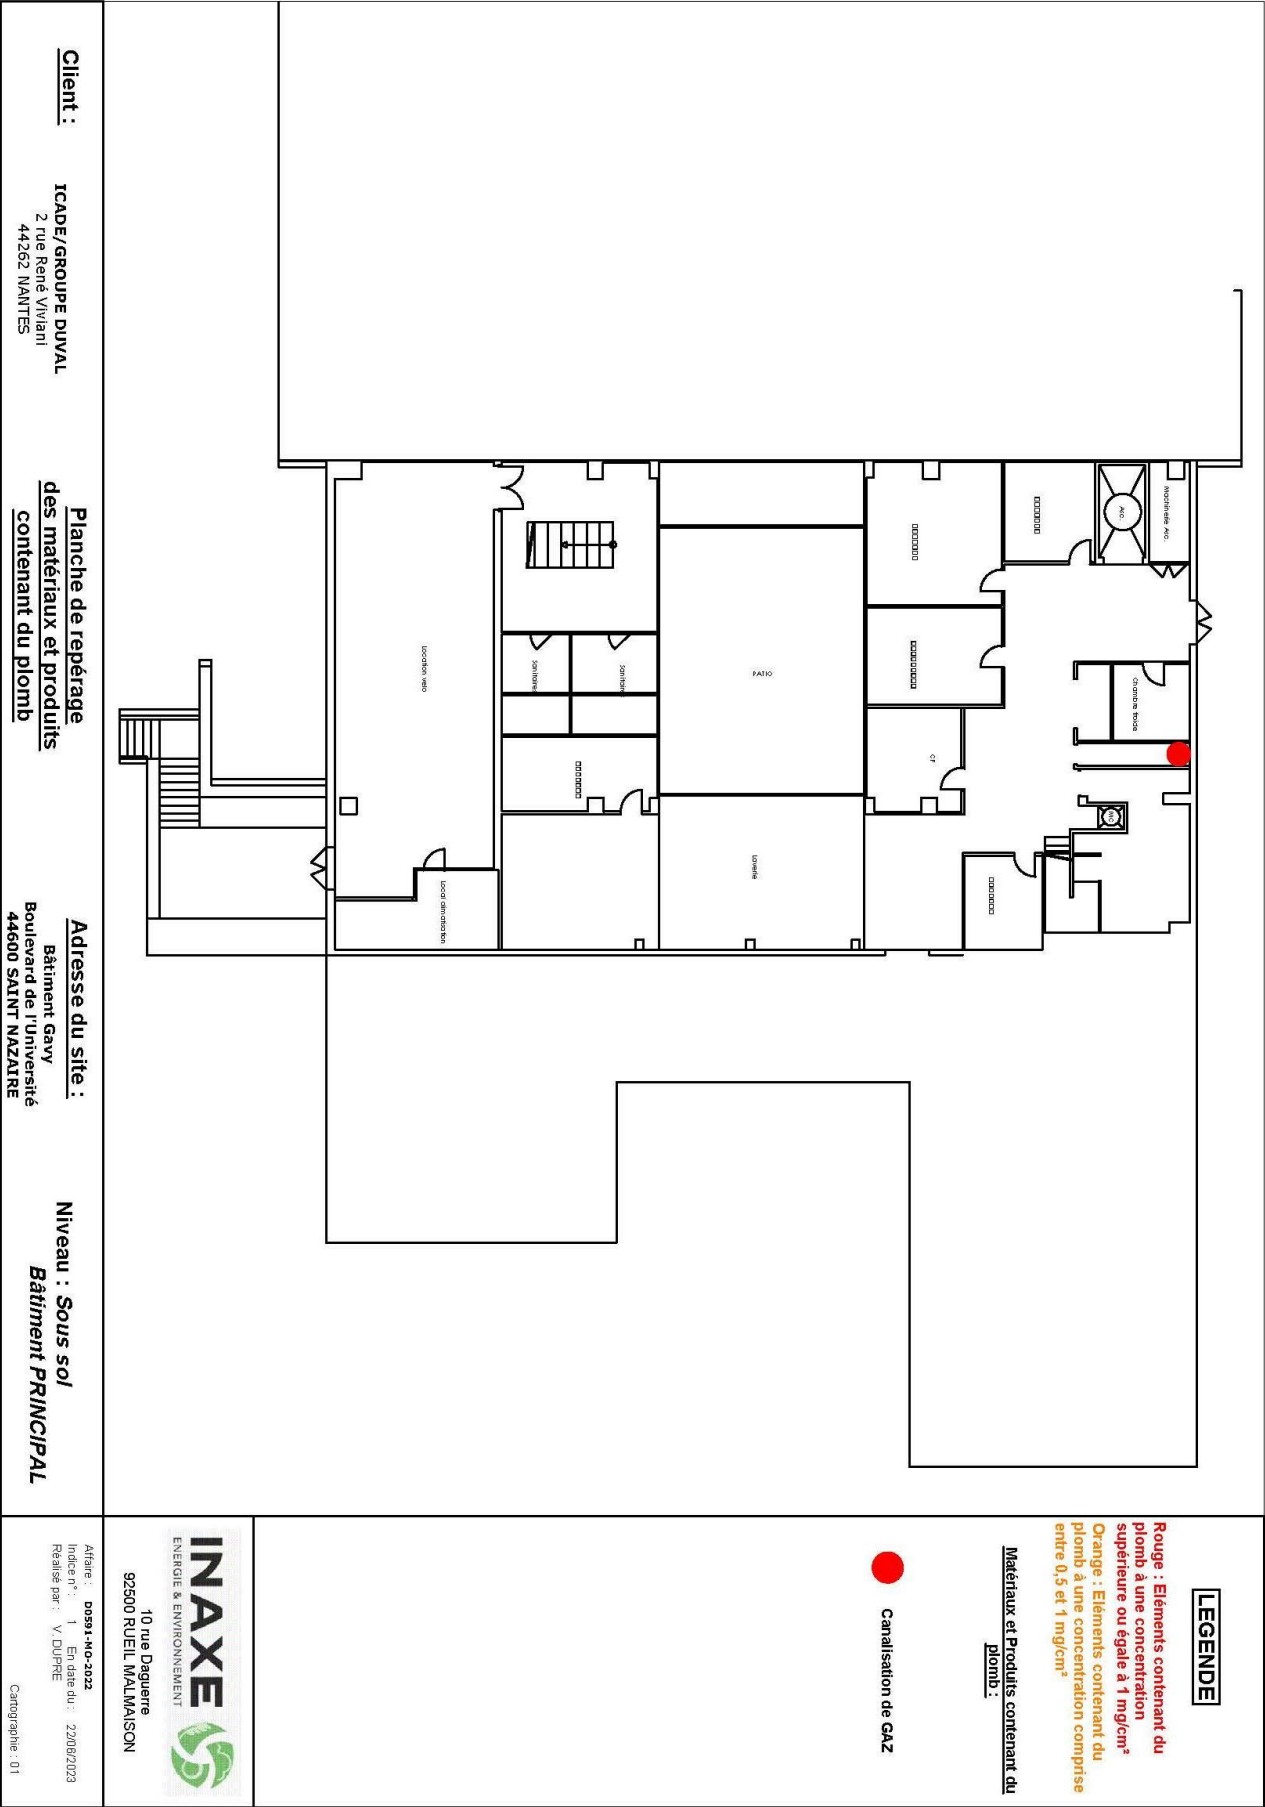 LEGENDE
Rouge : Eléments contenant du
plomb à une concentration
supérieure ou égale à 1 mg/cm²
Orange : Eléments contenant du
plomb à une concentration comprise
entre 0,5 et 1 mg/cm²
Matériaux et Produits contenant du
plomb :
Canalisation de GAZ
Machinerie Asc.
Asc.
Chambre froide
MC
CF
PATIO
Laverie
Sanitaires
Sanitaires
Location velo
Local climatisation
INAXE
ENERGIE & ENVIRONNEMENT
10 rue Daguerre
92500 RUEIL MALMAISON
Client :
ICADE/GROUPE DUVAL
2 rue René Viviani
44262 NANTES
Planche de repérage
des matériaux et produits
contenant du plomb
Adresse du site :
Bâtiment Gavy
Boulevard de l'Université
44600 SAINT NAZAIRE
Niveau : Sous sol
Bâtiment PRINCIPAL
Affaire : D0591-MO-2022
Indice n° : 1 En date du : 22/06/2023
Réalisé par : V. DUPRE
Cartographie : 01